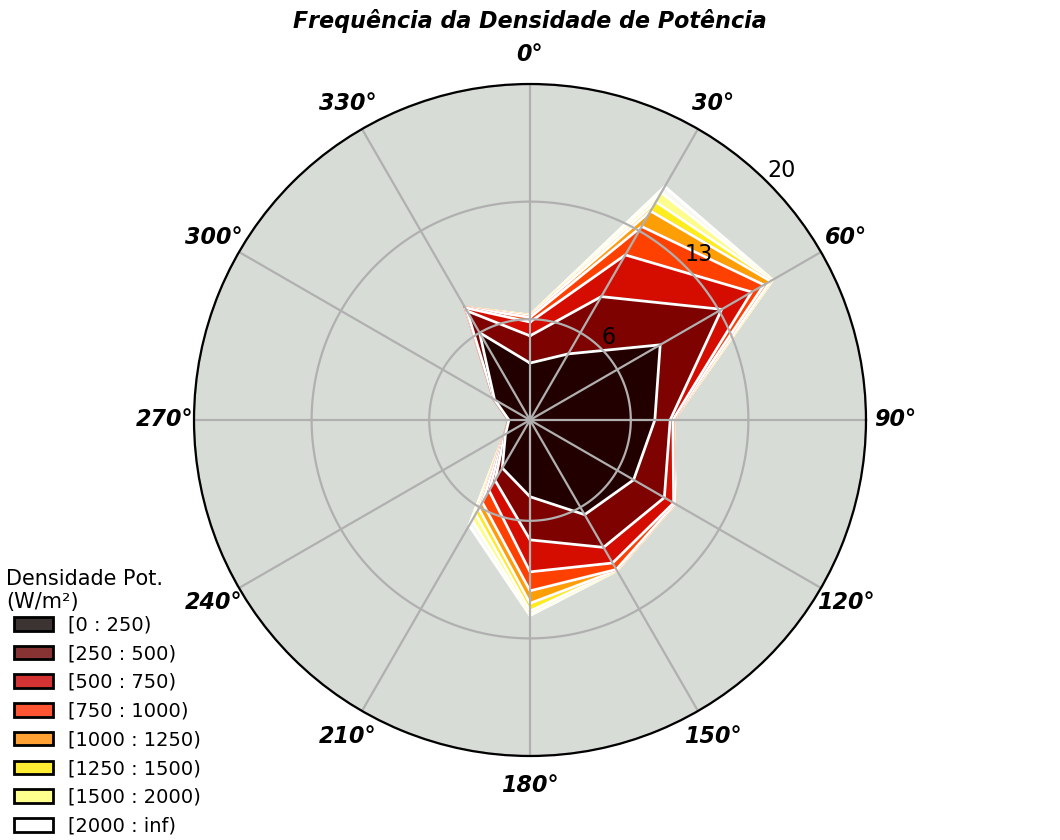 Frequência da Densidade de Potência
0°
330°
30°
20
300°
60°
13
6
270°
90°
Densidade Pot.
(W/m²)
240°
120°
[0 : 250)
[250 : 500)
[500 : 750)
[750 : 1000)
210°
150°
[1000 : 1250)
[1250 : 1500)
180°
[1500 : 2000)
[2000 : inf)